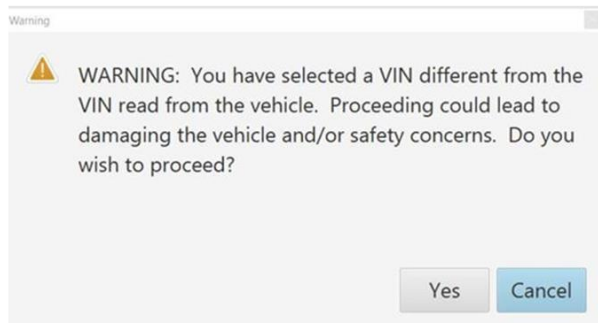 Warning
WARNING:  You have selected a VIN different from the
VIN read from the vehicle.  Proceeding could lead to
damaging the vehicle and/or safety concerns.  Do you
wish to proceed?
Yes
Cancel